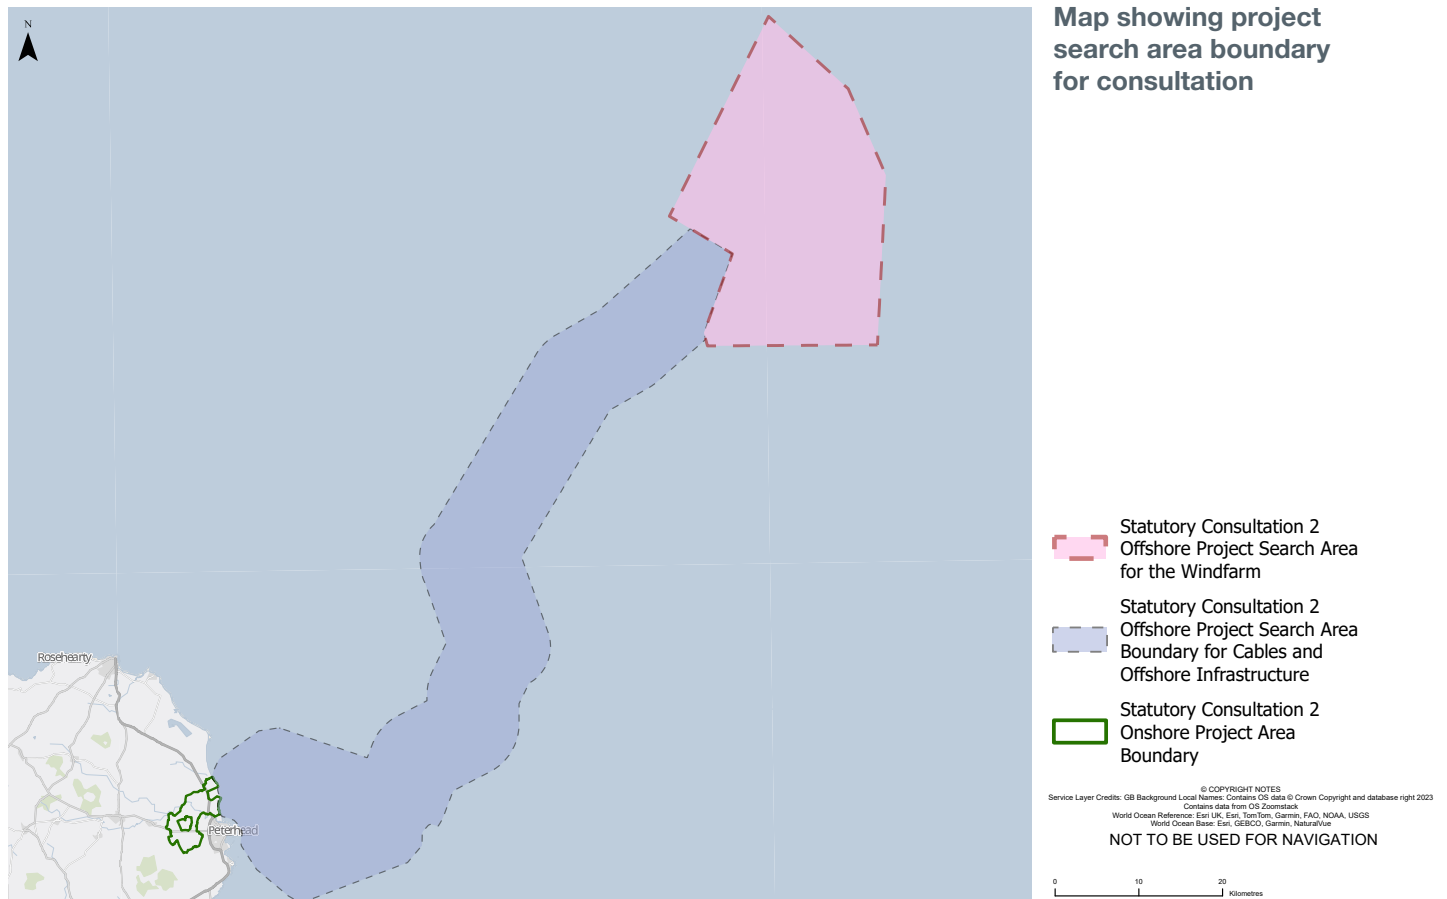 N
Map showing project
search area boundary
for consultation
Rosehearty
Peterhead
Statutory Consultation 2
Offshore Project Search Area
for the Windfarm
Statutory Consultation 2
Offshore Project Search Area
Boundary for Cables and
Offshore Infrastructure
Statutory Consultation 2
Onshore Project Area
Boundary
© COPYRIGHT NOTES
Service Layer Credits: GB Background Local Names: Contains OS data © Crown Copyright and database right 2023
Contains data from OS Zoomstack
World Ocean Reference: Esri UK, Esri, TomTom, Garmin, FAO, NOAA, USGS
World Ocean Base: Esri, GEBCO, Garmin, NaturalVue
NOT TO BE USED FOR NAVIGATION
0 10 20
Kilometres